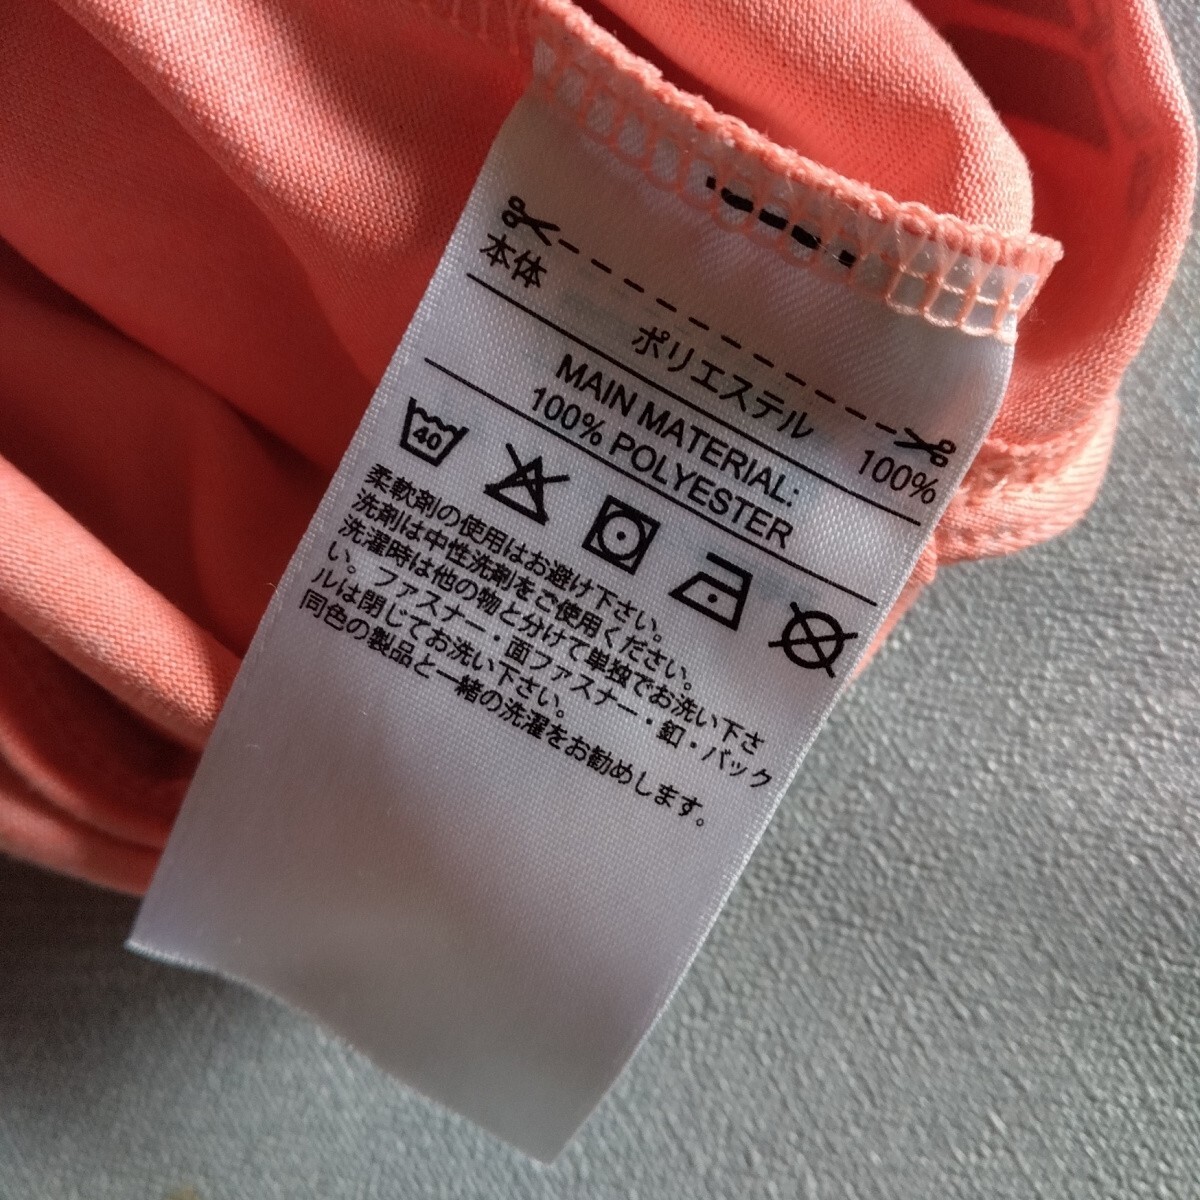 本体
ポリエステル 100%
MAIN MATERIAL:
100% POLYESTER
40
柔軟剤の使用はお避け下さい。
洗剤は中性洗剤をご使用ください。
洗濯時は他の物と分けて単独でお洗い下さ
い。ファスナー・面ファスナー・釦・バック
ルは閉じてお洗い下さい。
同色の製品と一緒の洗濯をお勧めします。